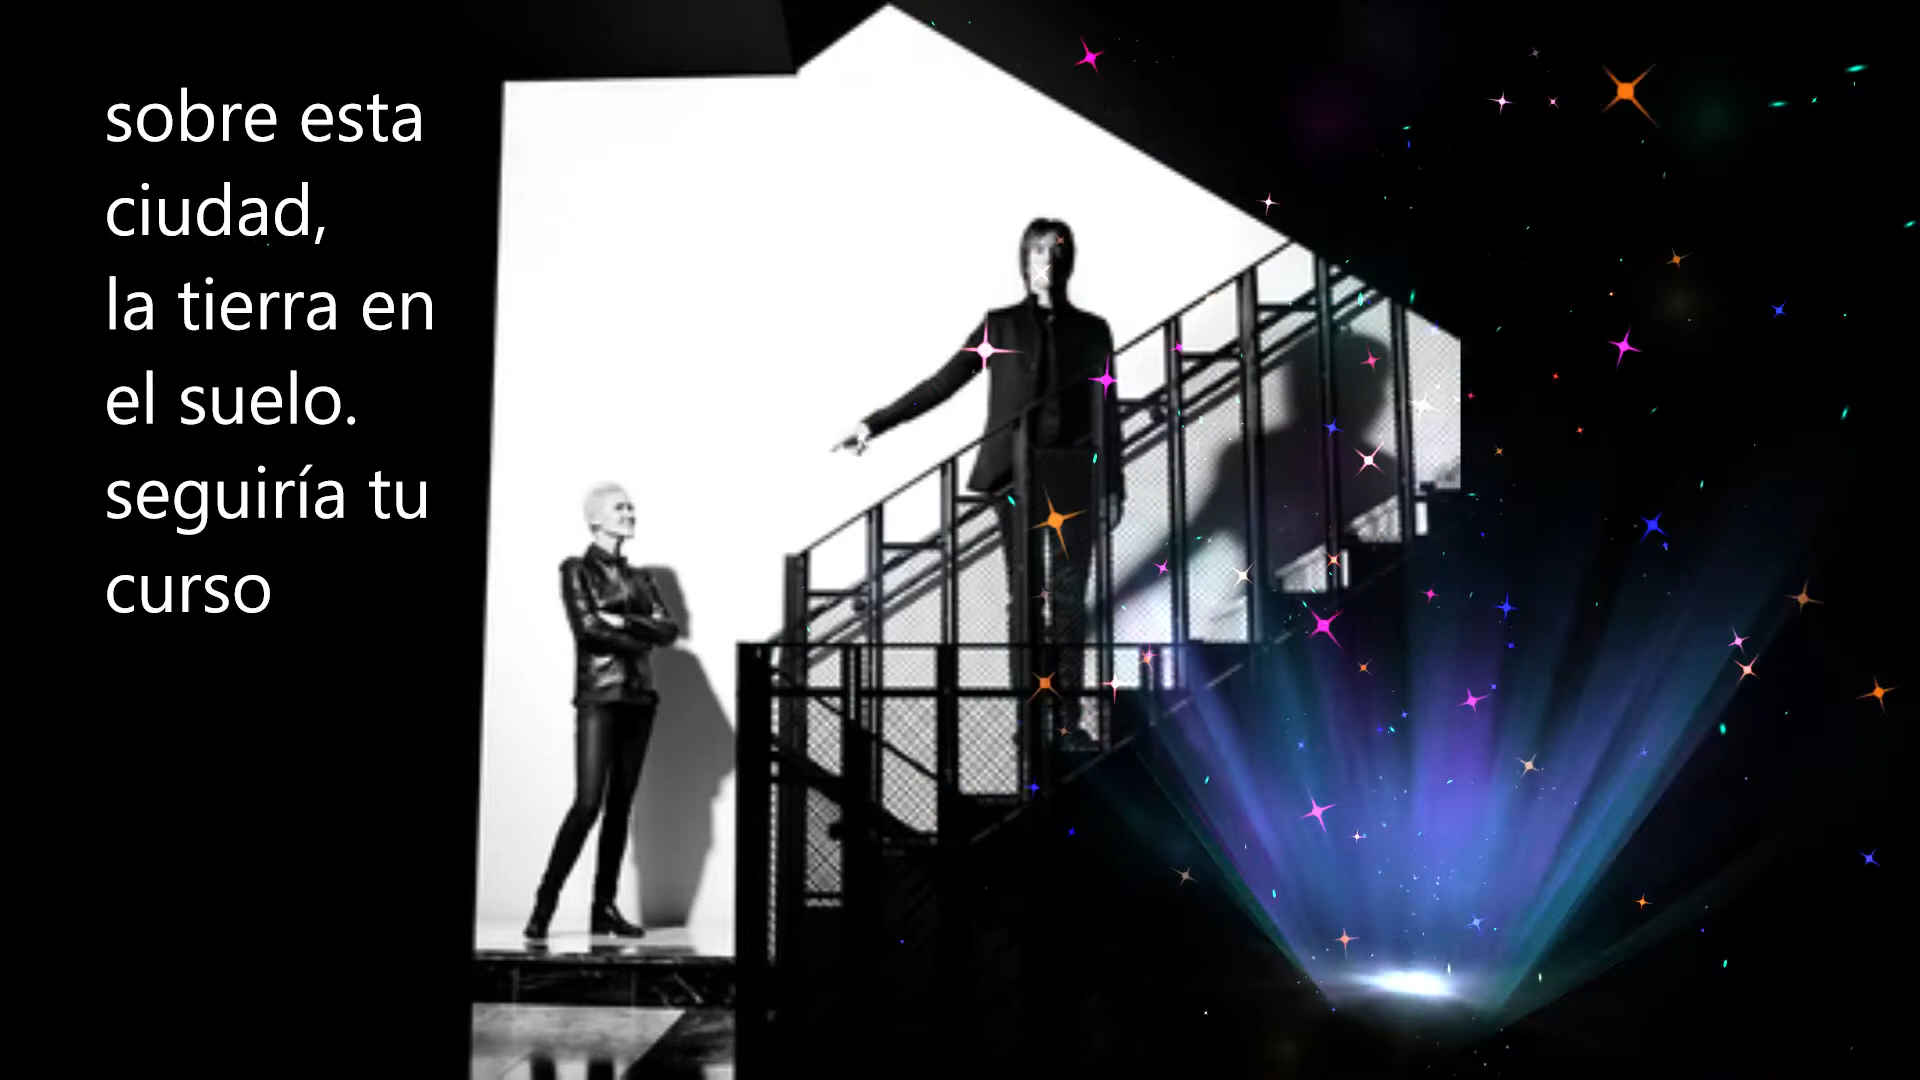 sobre esta
ciudad,
la tierra en
el suelo.
seguiría tu
curso